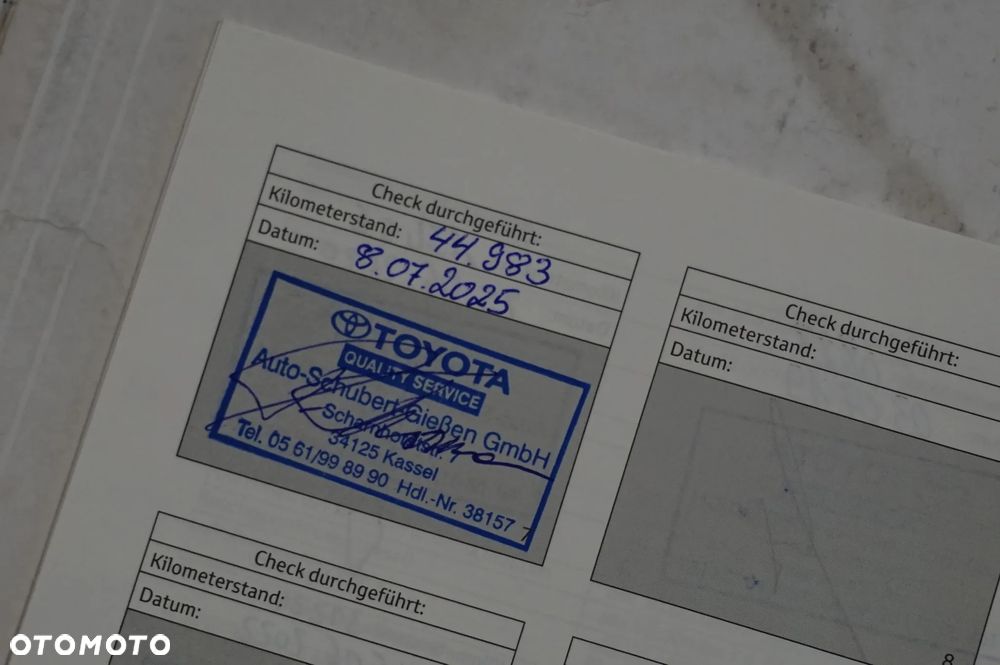 Check durchgeführt:
Kilometerstand: 44.983
Datum: 8.07.2025
TOYOTA
QUALITY SERVICE
Auto-Schubert Gießen GmbH
34125 Kassel
Tel. 05 61/99 89 90 Hdl.-Nr. 38157
7
Check durchgeführt:
Kilometerstand:
Datum:
Check durchgeführt:
Kilometerstand:
Datum:
8
OTOMOTO